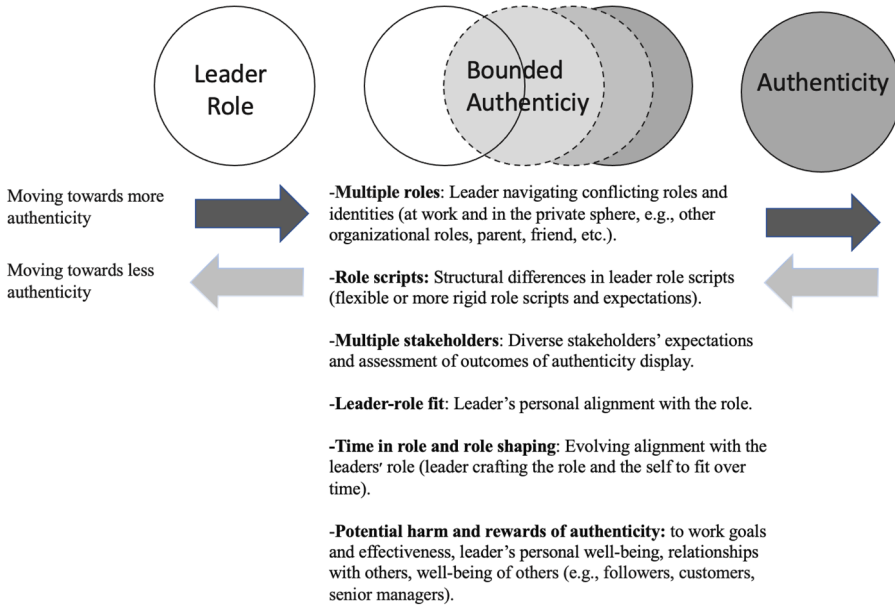 Leader
Role
Bounded
Authenticiy
Authenticity
Moving towards more
authenticity
Moving towards less
authenticity
-Multiple roles: Leader navigating conflicting roles and
identities (at work and in the private sphere, e.g., other
organizational roles, parent, friend, etc.).
-Role scripts: Structural differences in leader role scripts
(flexible or more rigid role scripts and expectations).
-Multiple stakeholders: Diverse stakeholders’ expectations
and assessment of outcomes of authenticity display.
-Leader-role fit: Leader’s personal alignment with the role.
-Time in role and role shaping: Evolving alignment with the
leaders’ role (leader crafting the role and the self to fit over
time).
-Potential harm and rewards of authenticity: to work goals
and effectiveness, leader’s personal well-being, relationships
with others, well-being of others (e.g., followers, customers,
senior managers).